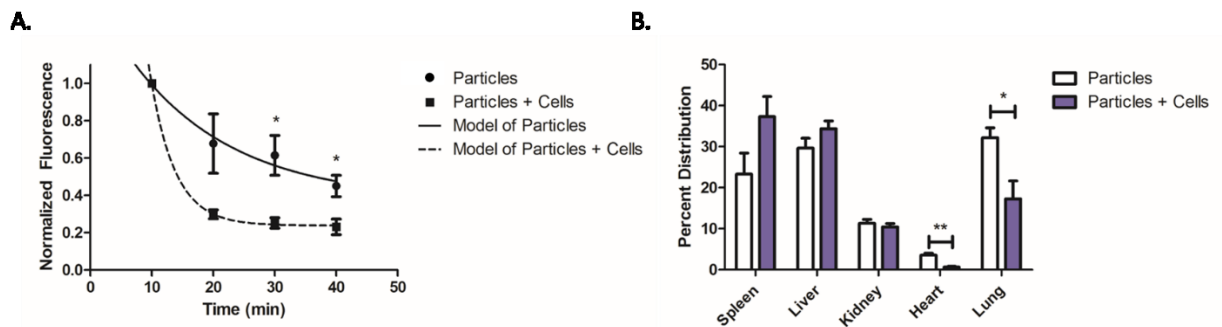 A.
Normalized Fluorescence
1.0
0.8
0.6
0.4
0.2
0.0
*
*
0
10
20
30
40
50
Time (min)
Particles
Particles + Cells
Model of Particles
Model of Particles + Cells
B.
Percent Distribution
50
40
30
20
10
0
**
*
Spleen
Liver
Kidney
Heart
Lung
Particles
Particles + Cells